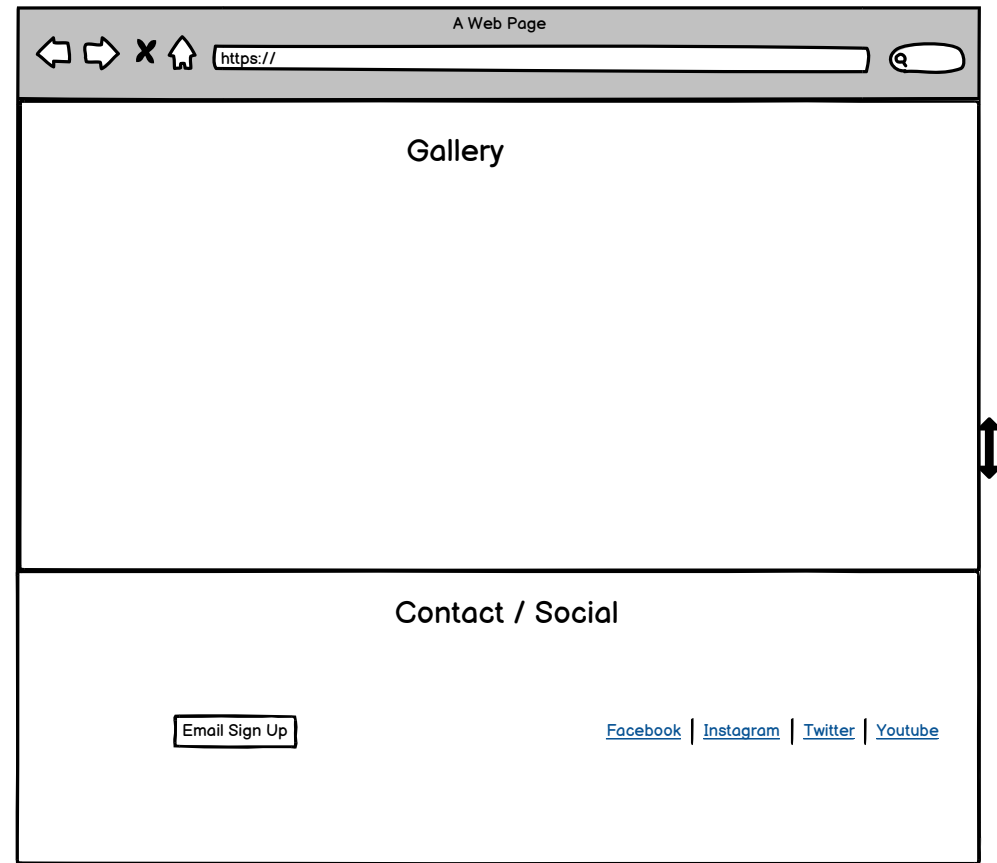 A Web Page
https://
Gallery
Contact / Social
Email Sign Up
Facebook | Instagram | Twitter | Youtube